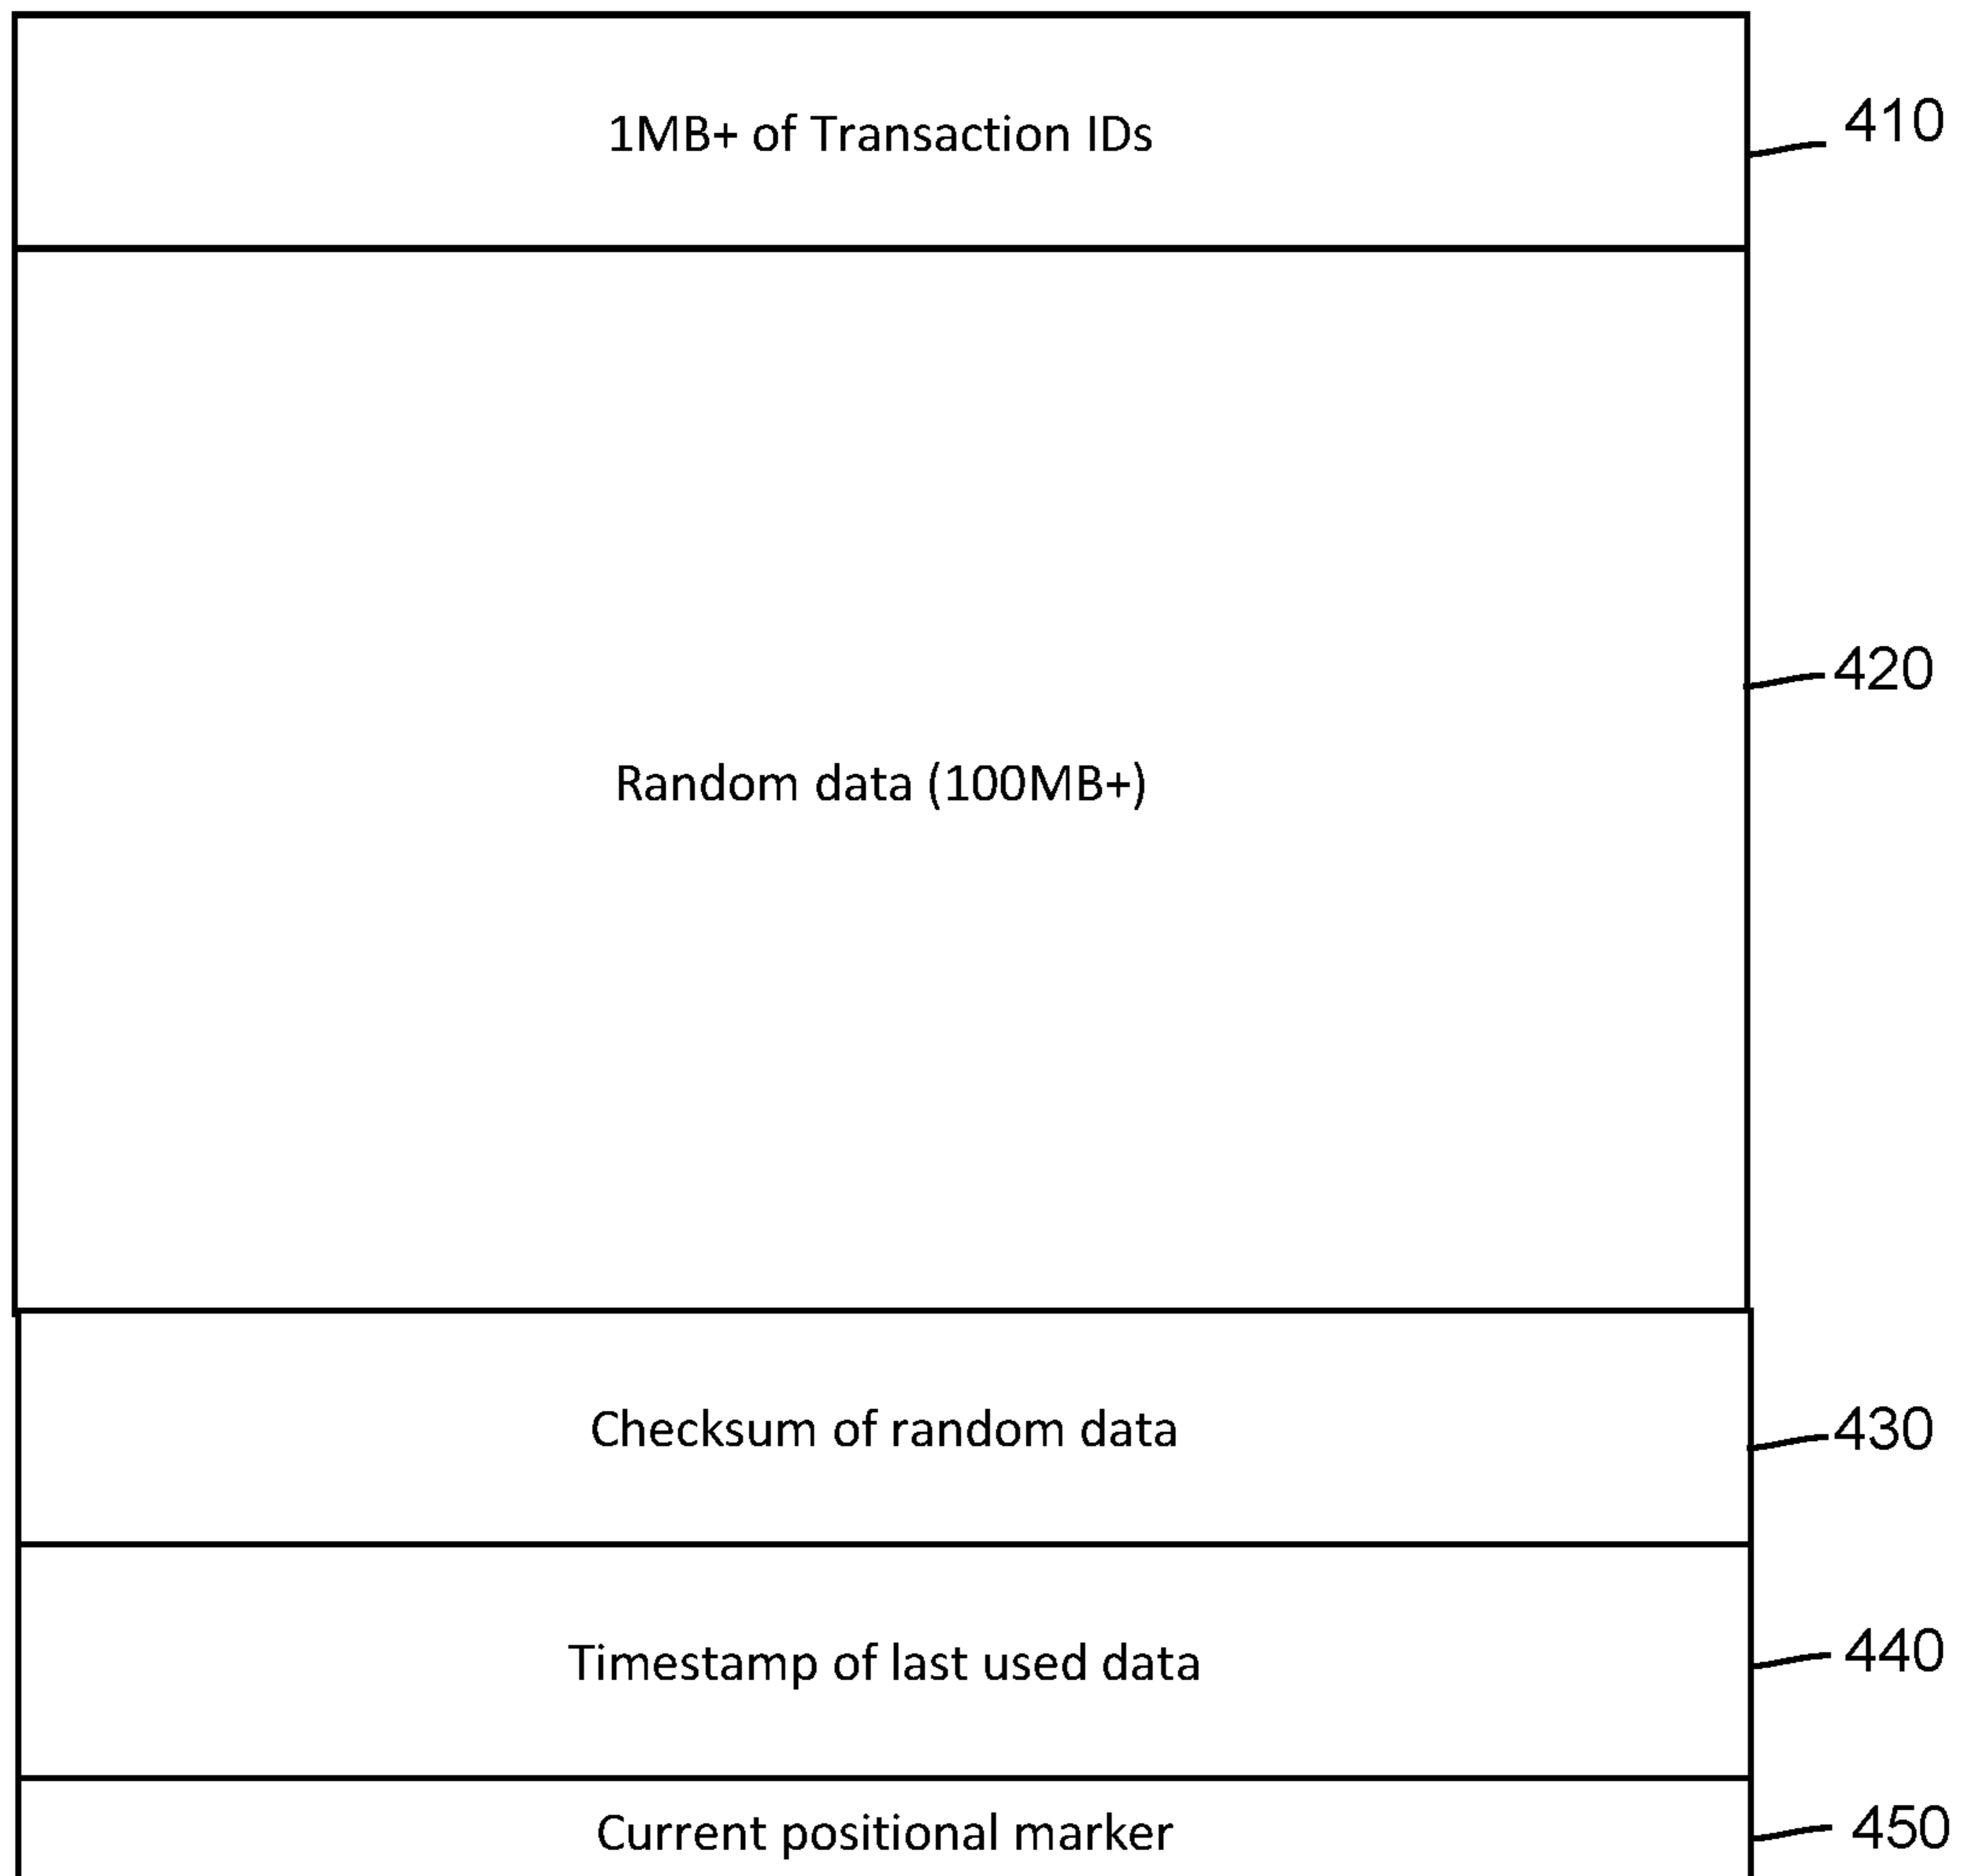 1MB+ of Transaction IDs
410
Random data (100MB+)
420
Checksum of random data
430
Timestamp of last used data
440
Current positional marker
450